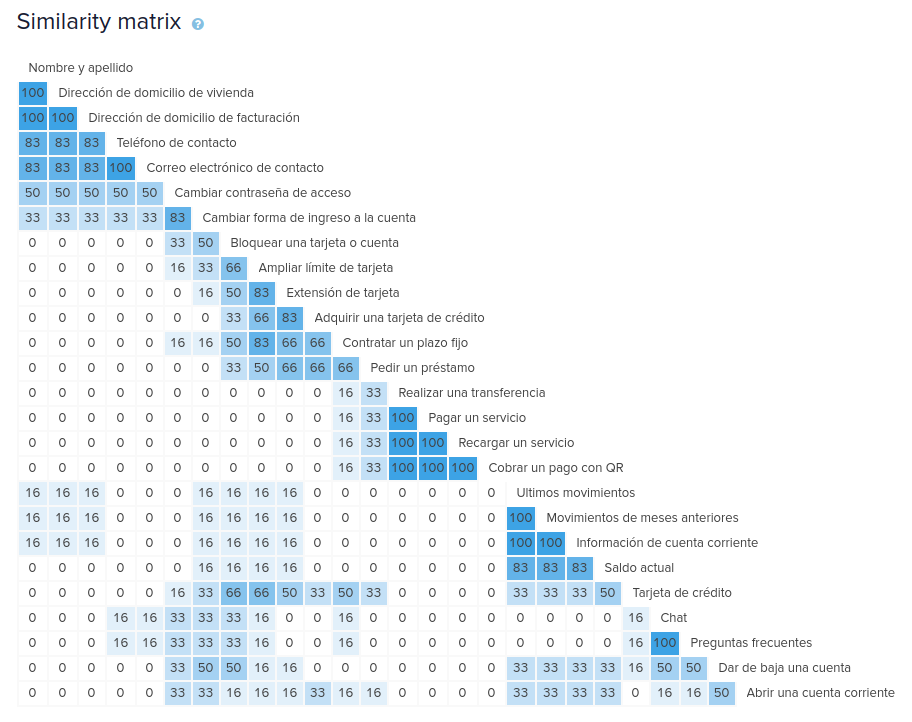 Similarity matrix ?
Nombre y apellido
100 Dirección de domicilio de vivienda
100 100 Dirección de domicilio de facturación
83 83 83 Teléfono de contacto
83 83 83 100 Correo electrónico de contacto
50 50 50 50 50 Cambiar contraseña de acceso
33 33 33 33 33 83 Cambiar forma de ingreso a la cuenta
0 0 0 0 0 33 50 Bloquear una tarjeta o cuenta
0 0 0 0 0 16 33 66 Ampliar límite de tarjeta
0 0 0 0 0 0 16 50 83 Extensión de tarjeta
0 0 0 0 0 0 0 33 66 83 Adquirir una tarjeta de crédito
0 0 0 0 0 16 16 50 83 66 66 Contratar un plazo fijo
0 0 0 0 0 0 0 33 50 66 66 66 Pedir un préstamo
0 0 0 0 0 0 0 0 0 0 0 16 33 Realizar una transferencia
0 0 0 0 0 0 0 0 0 0 0 16 33 100 Pagar un servicio
0 0 0 0 0 0 0 0 0 0 0 16 33 100 100 Recargar un servicio
0 0 0 0 0 0 0 0 0 0 0 16 33 100 100 100 Cobrar un pago con QR
16 16 16 0 0 0 16 16 16 16 0 0 0 0 0 0 0 Ultimos movimientos
16 16 16 0 0 0 16 16 16 16 0 0 0 0 0 0 0 100 Movimientos de meses anteriores
16 16 16 0 0 0 16 16 16 16 0 0 0 0 0 0 0 100 100 Información de cuenta corriente
0 0 0 0 0 0 16 16 16 16 0 0 0 0 0 0 0 83 83 83 Saldo actual
0 0 0 0 0 16 33 66 66 50 33 50 33 0 0 0 0 33 33 33 50 Tarjeta de crédito
0 0 0 16 16 33 33 33 16 0 0 16 0 0 0 0 0 0 0 0 0 16 Chat
0 0 0 16 16 33 33 33 16 0 0 16 0 0 0 0 0 0 0 0 0 16 100 Preguntas frecuentes
0 0 0 0 0 33 50 50 16 16 0 0 0 0 0 0 0 33 33 33 33 16 50 50 Dar de baja una cuenta
0 0 0 0 0 33 33 16 16 16 33 16 16 0 0 0 0 33 33 33 33 0 16 16 50 Abrir una cuenta corriente